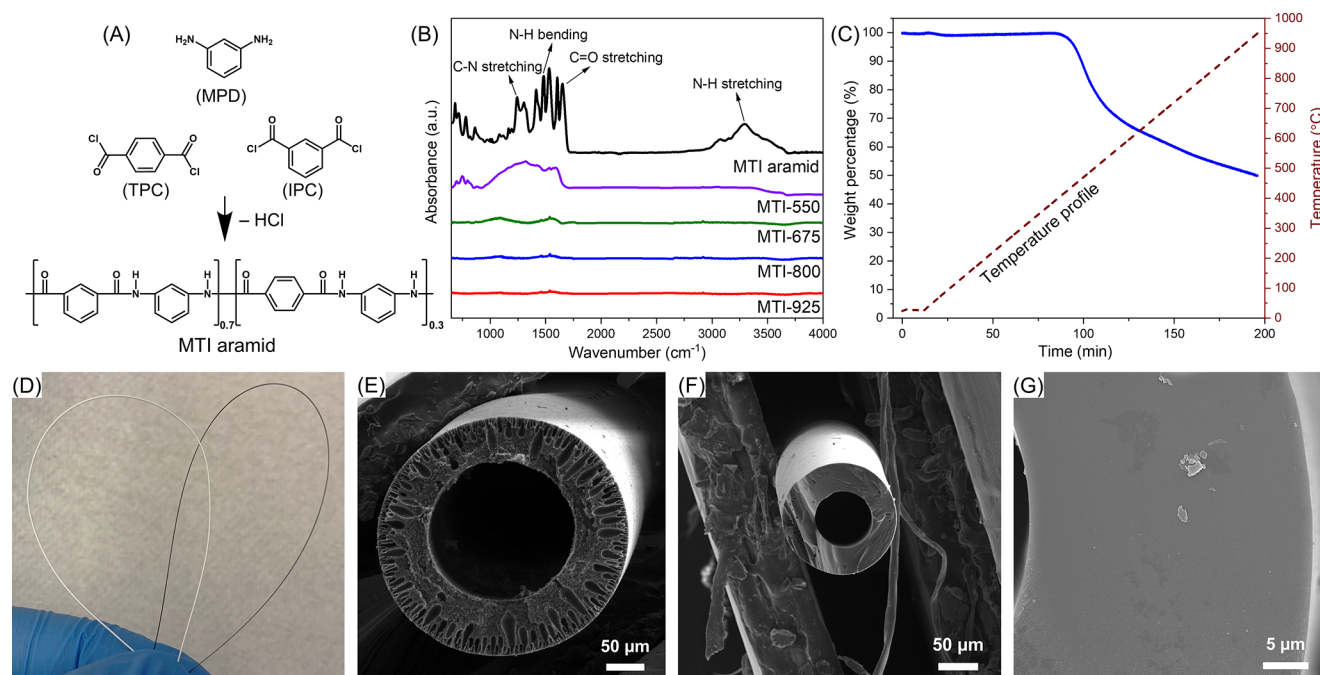 (A)
H₂N
NH₂
(MPD)
Cl
O
O
Cl
(TPC)
O
O
Cl
Cl
(IPC)
– HCl
O
O
H
N
H
N
0.7
O
O
H
N
H
N
0.3
MTI aramid
(B)
N-H bending
C-N stretching
C=O stretching
N-H stretching
MTI aramid
MTI-550
MTI-675
MTI-800
MTI-925
Absorbance (a.u.)
1000 1500 2000 2500 3000 3500 4000
Wavenumber (cm⁻¹)
(C)
100
90
80
70
60
50
40
30
20
10
0
Weight percentage (%)
Temperature profile
1000
900
800
700
600
500
400
300
200
100
0
Temperature (°C)
0 50 100 150 200
Time (min)
(D)
(E)
50 µm
(F)
50 µm
(G)
5 µm